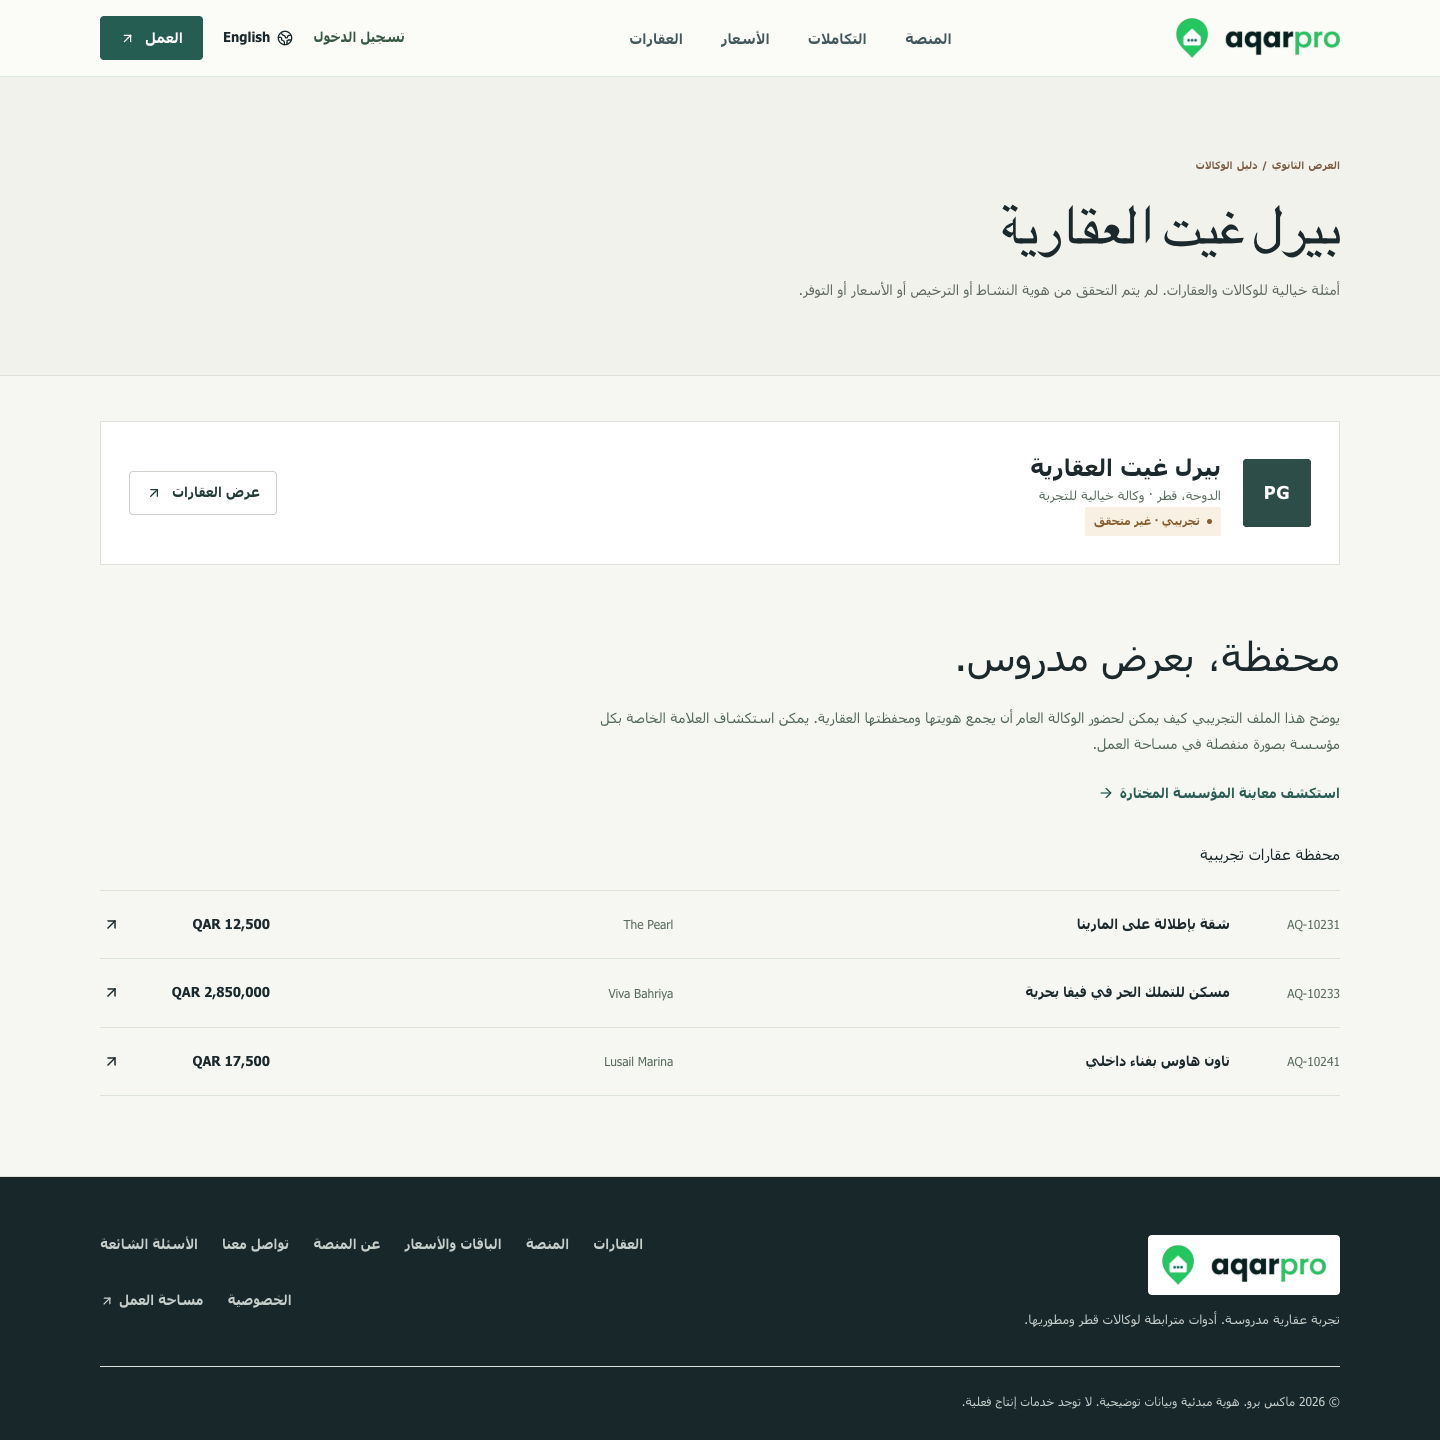 aqarpro
المنصة
التكاملات
الأسعار
العقارات
تسجيل الدخول
English
العمل
العرض الثانوي / دليل الوكالات
بيرل غيت العقارية
أمثلة خيالية للوكالات والعقارات. لم يتم التحقق من هوية النشاط أو الترخيص أو الأسعار أو التوفر.
PG
بيرل غيت العقارية
الدوحة، قطر · وكالة خيالية للتجربة
تجريبي · غير متحقق
عرض العقارات
محفظة، بعرض مدروس.
يوضح هذا الملف التجريبي كيف يمكن لحضور الوكالة العام أن يجمع هويتها ومحفظتها العقارية. يمكن استكشاف العلامة الخاصة بكل
مؤسسة بصورة منفصلة في مساحة العمل.
استكشف معاينة المؤسسة المختارة
محفظة عقارات تجريبية
AQ-10231 شقة بإطلالة على المارينا The Pearl QAR 12,500
AQ-10233 مسكن للتملك الحر في فيفا بحرية Viva Bahriya QAR 2,850,000
AQ-10241 تاون هاوس بفناء داخلي Lusail Marina QAR 17,500
aqarpro
تجربة عقارية مدروسة. أدوات مترابطة لوكالات قطر ومطوريها.
العقارات
المنصة
الباقات والأسعار
عن المنصة
تواصل معنا
الأسئلة الشائعة
الخصوصية
مساحة العمل
© 2026 ماكس برو. هوية مبدئية وبيانات توضيحية. لا توجد خدمات إنتاج فعلية.